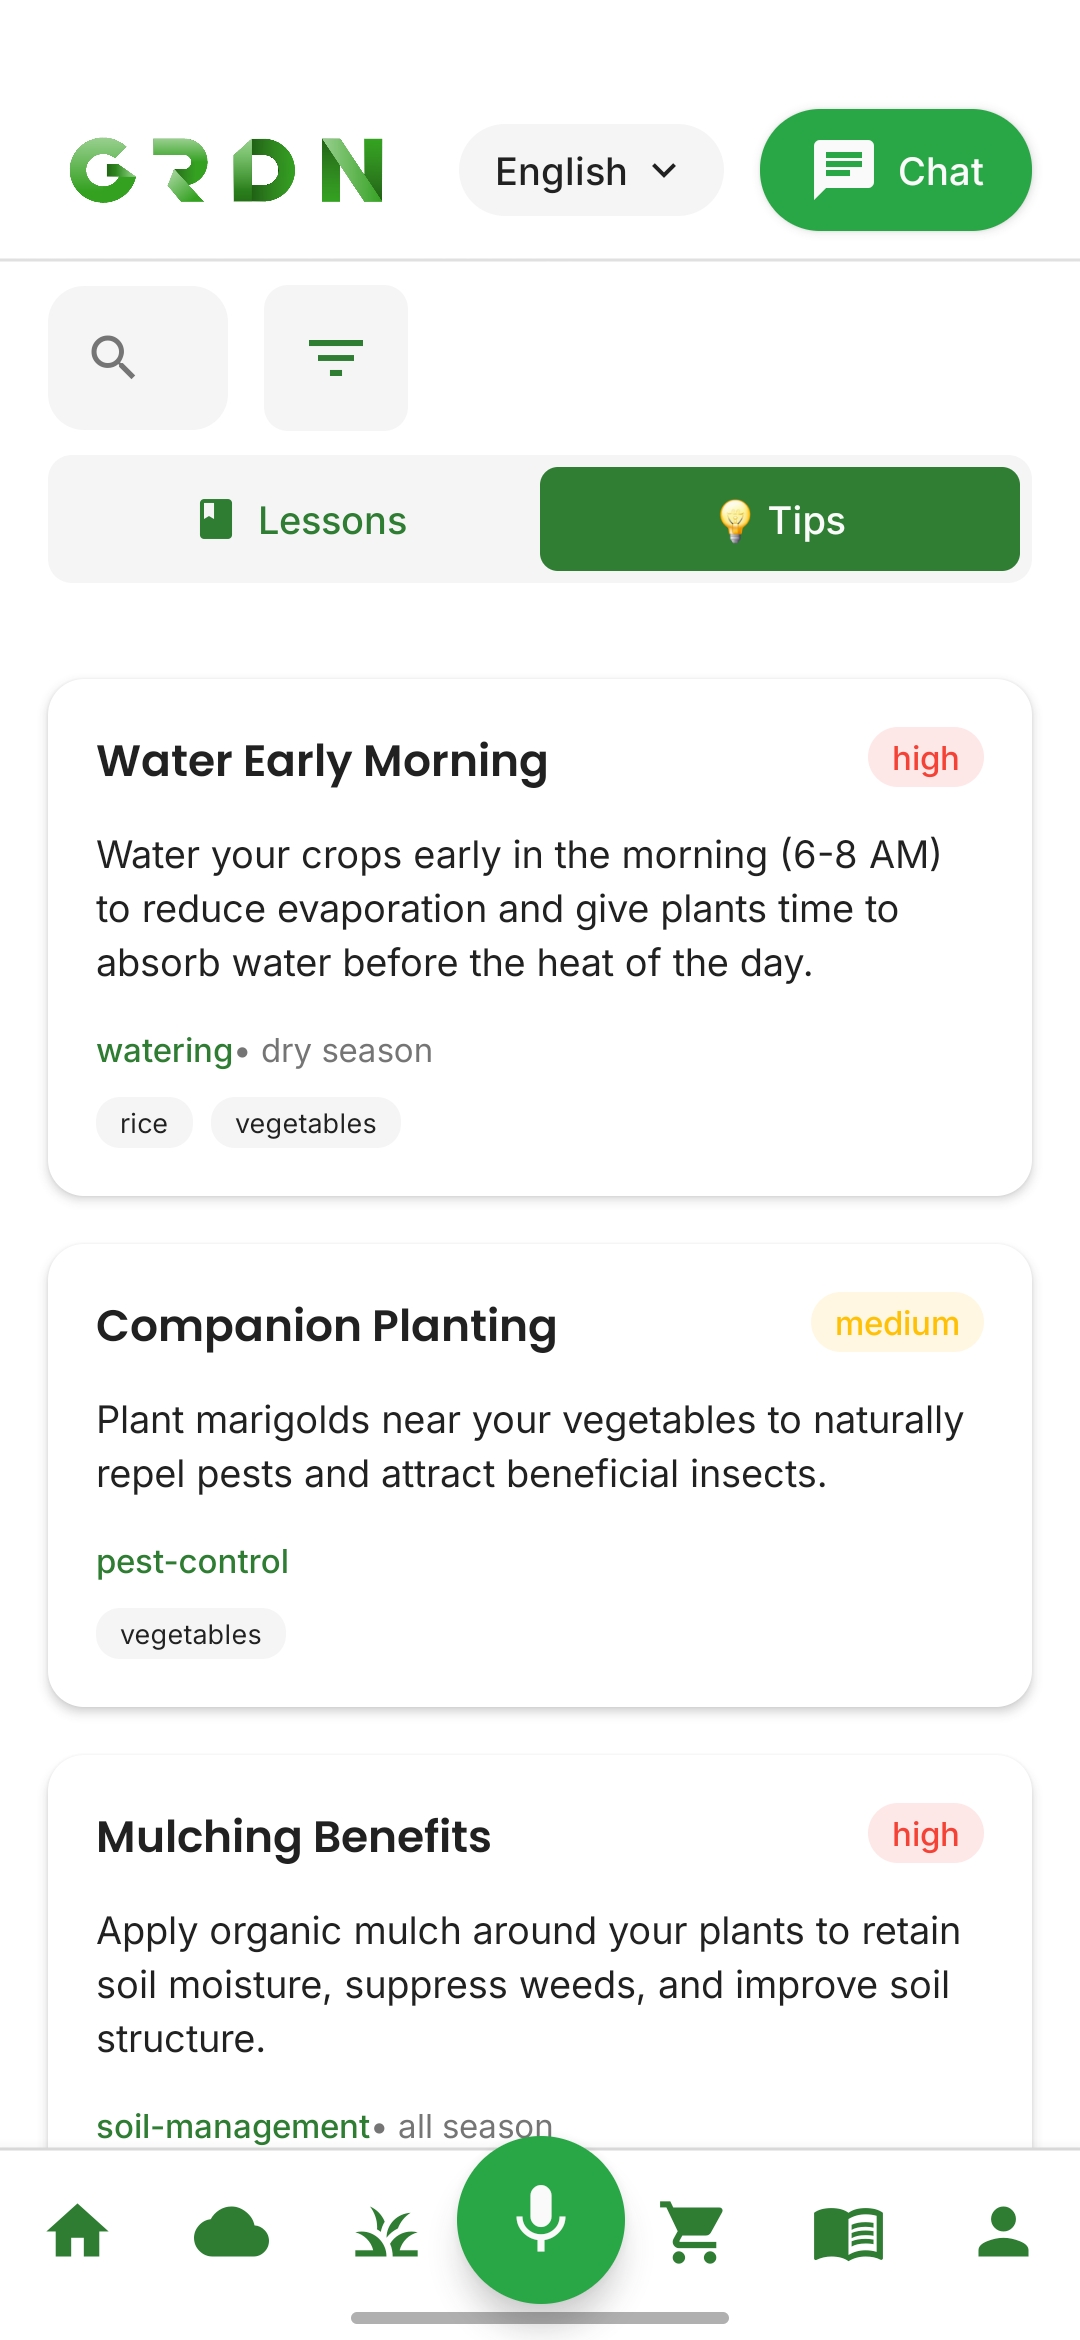 GRDN
English
Chat
Lessons
💡 Tips
Water Early Morning
high
Water your crops early in the morning (6-8 AM)
to reduce evaporation and give plants time to
absorb water before the heat of the day.
watering• dry season
rice
vegetables
Companion Planting
medium
Plant marigolds near your vegetables to naturally
repel pests and attract beneficial insects.
pest-control
vegetables
Mulching Benefits
high
Apply organic mulch around your plants to retain
soil moisture, suppress weeds, and improve soil
structure.
soil-management• all season